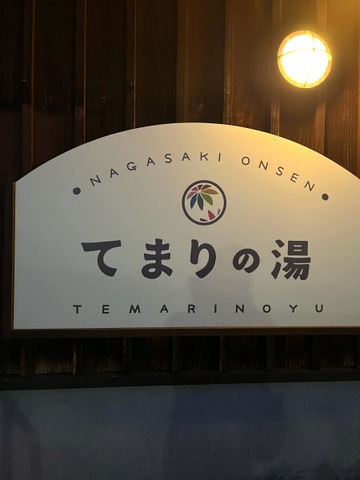 • NAGASAKI ONSEN •
てまりの湯
TEMARINOYU